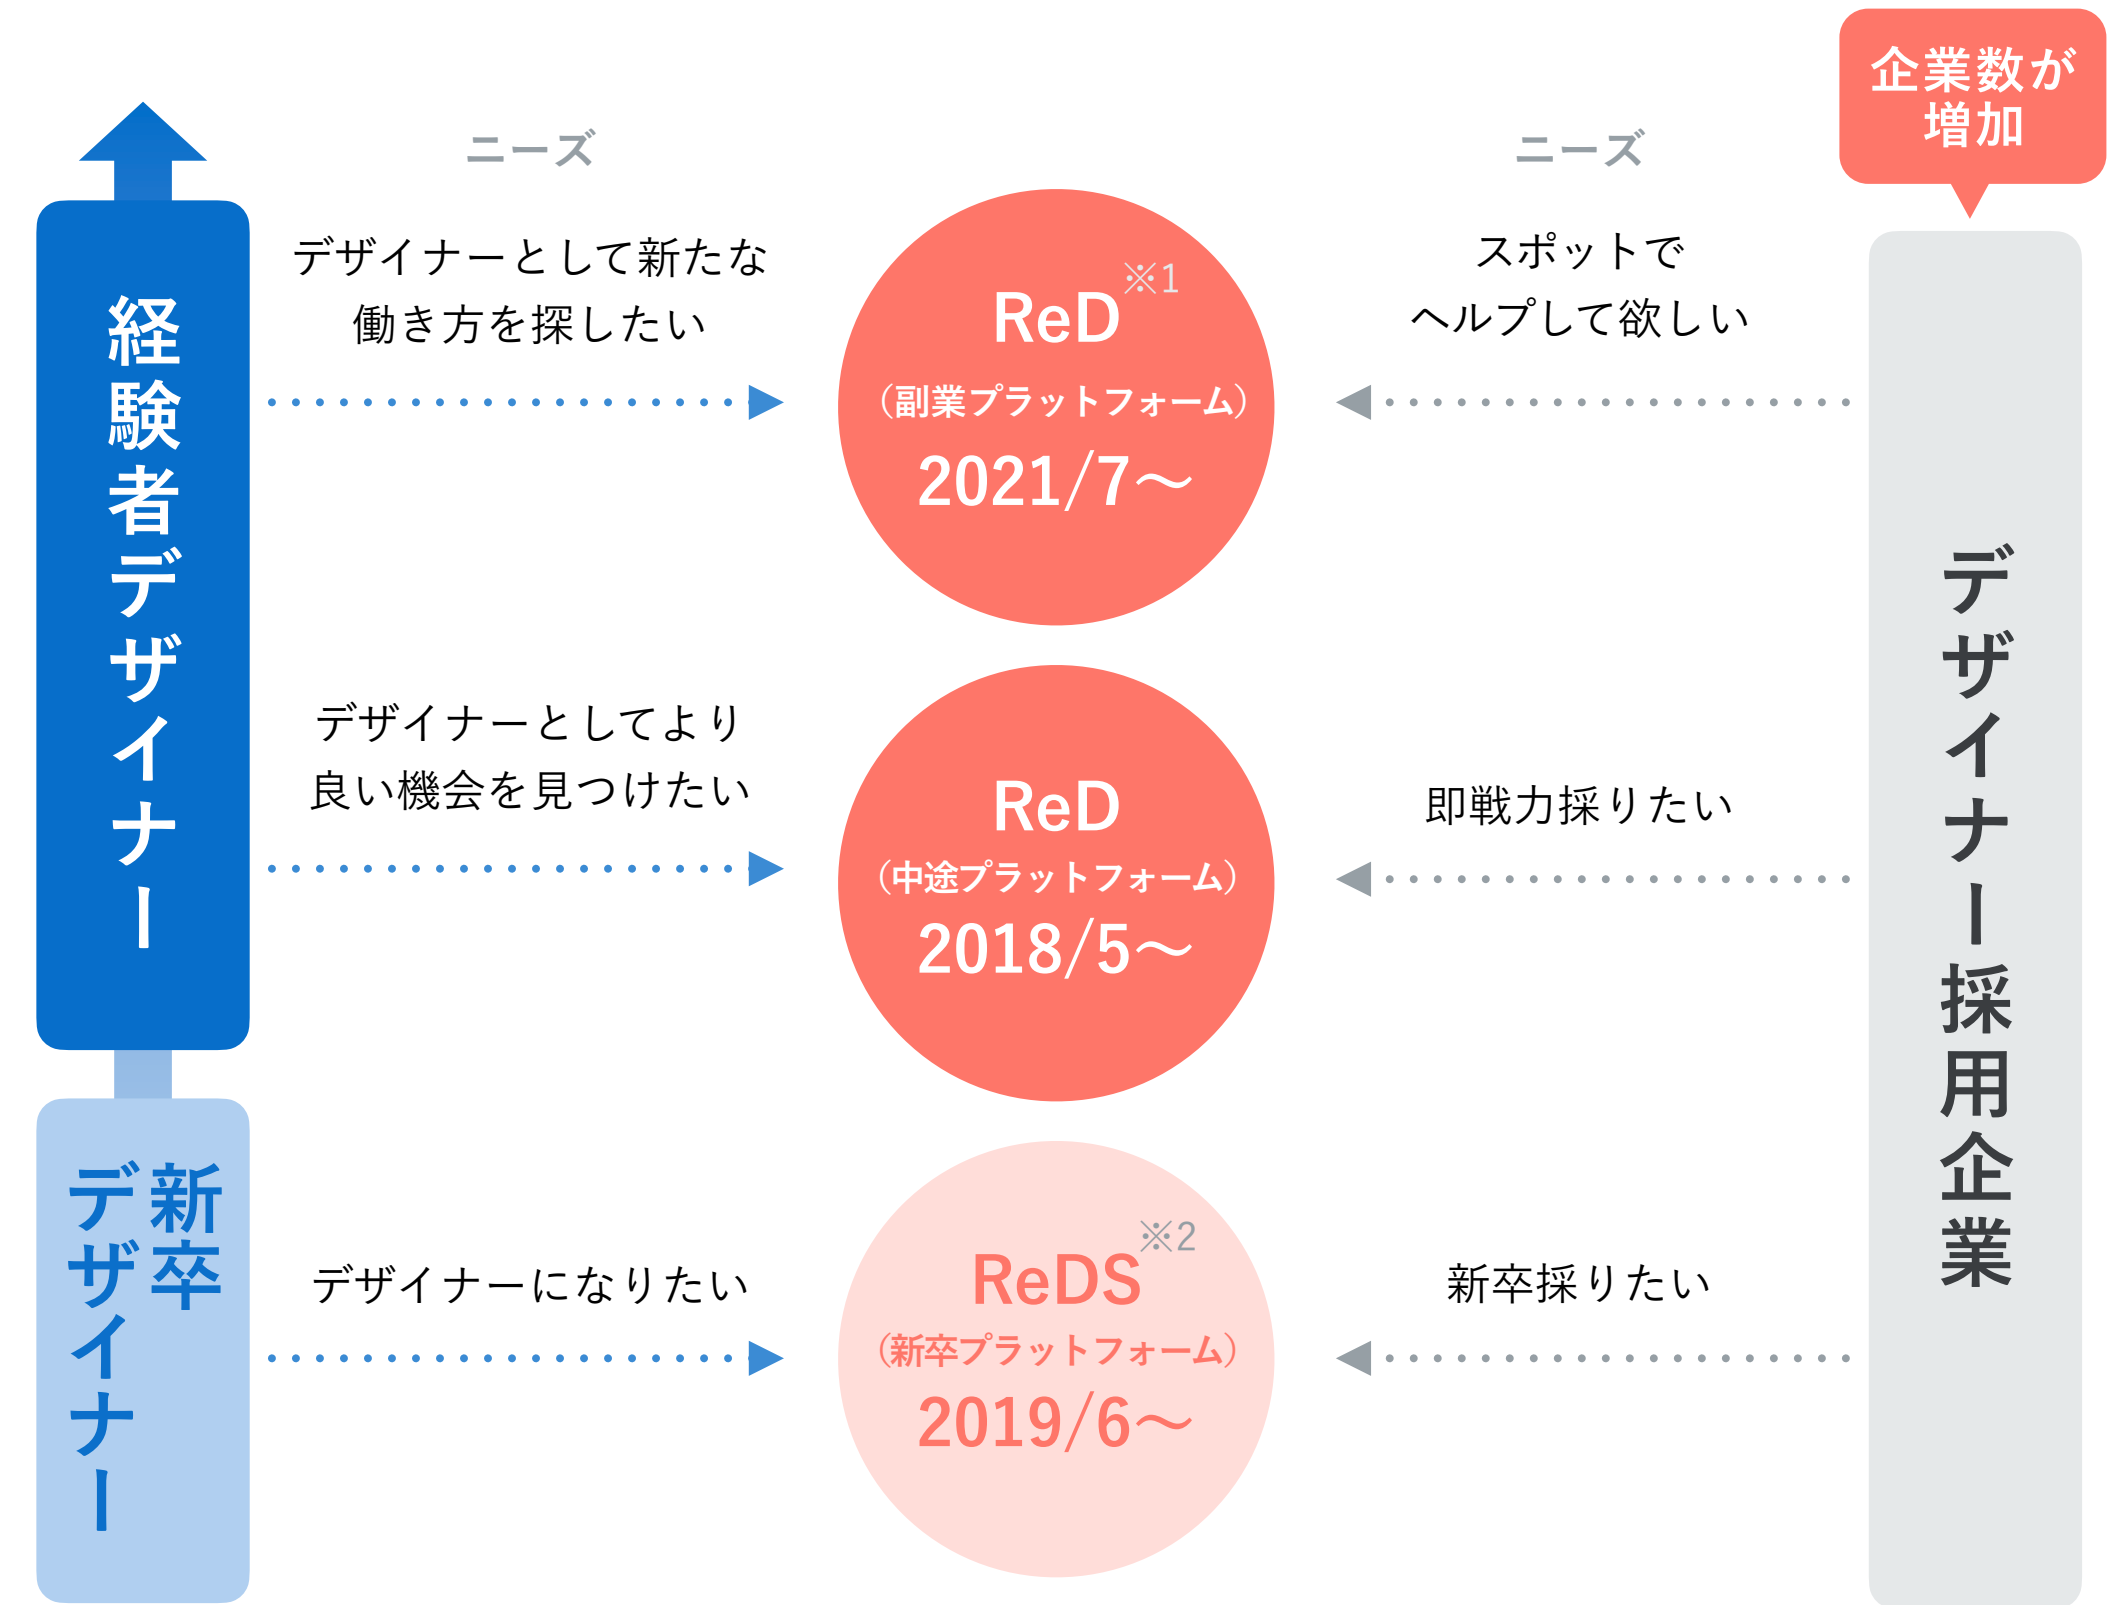 企業数が
増加
ニーズ
ニーズ
経験者デザイナー
デザイナーとして新たな
働き方を探したい
ReD※1
（副業プラットフォーム）
2021/7～
スポットで
ヘルプして欲しい
デザイナー採用企業
デザイナーとしてより
良い機会を見つけたい
ReD
（中途プラットフォーム）
2018/5～
即戦力採りたい
新卒
デザイナー
デザイナーになりたい
ReDS※2
（新卒プラットフォーム）
2019/6～
新卒採りたい